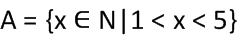 A = {x ∈ N|1 < x < 5}